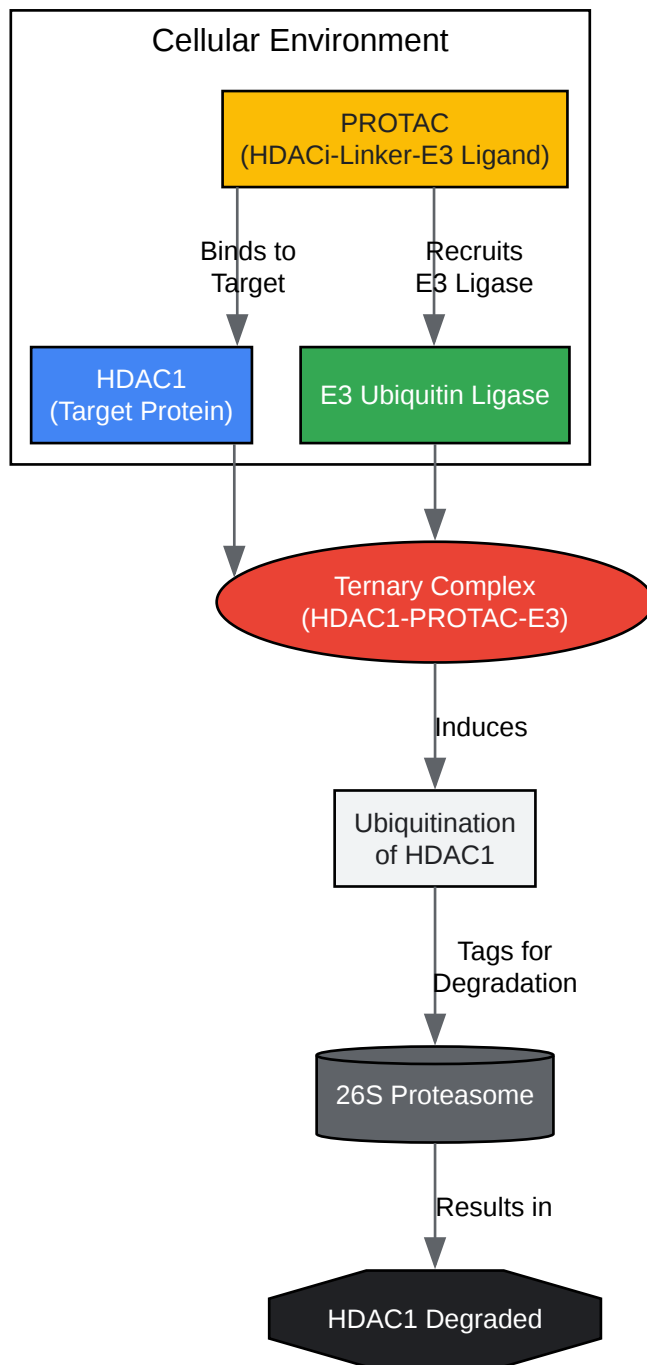 Cellular Environment
PROTAC
(HDACi-Linker-E3 Ligand)
Binds to
Target
Recruits
E3 Ligase
HDAC1
(Target Protein)
E3 Ubiquitin Ligase
Ternary Complex
(HDAC1-PROTAC-E3)
Induces
Ubiquitination
of HDAC1
Tags for
Degradation
26S Proteasome
Results in
HDAC1 Degraded